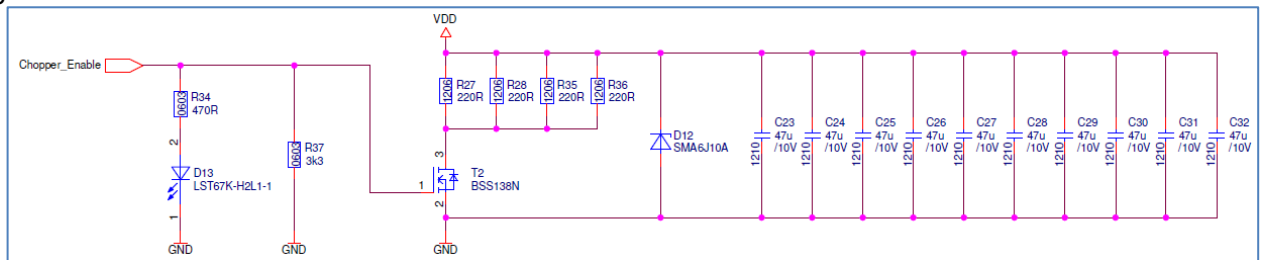 VDD
Chopper_Enable
0603
R34
470R
2
D13
LST67K-H2L1-1
1
GND
0603
R37
3k3
GND
1206
R27
220R
1206
R28
220R
1206
R35
220R
1206
R36
220R
3
1
T2
BSS138N
2
GND
D12
SMA6J10A
C23
47u
/10V
1210
C24
47u
/10V
1210
C25
47u
/10V
1210
C26
47u
/10V
1210
C27
47u
/10V
1210
C28
47u
/10V
1210
C29
47u
/10V
1210
C30
47u
/10V
1210
C31
47u
/10V
1210
C32
47u
/10V
1210